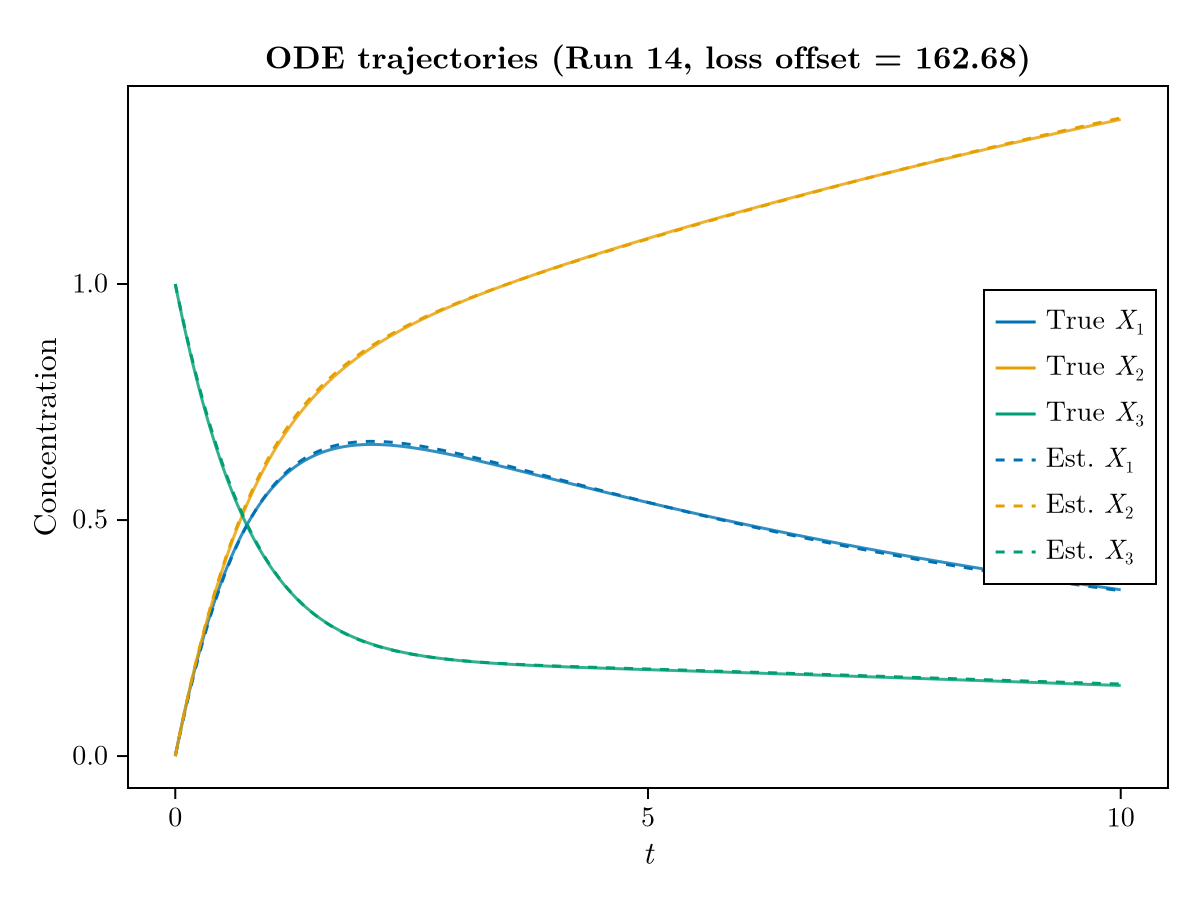 ODE trajectories (Run 14, loss offset = 162.68)
Concentration
1.0
0.5
0.0
0
5
10
t
True X₁
True X₂
True X₃
Est. X₁
Est. X₂
Est. X₃